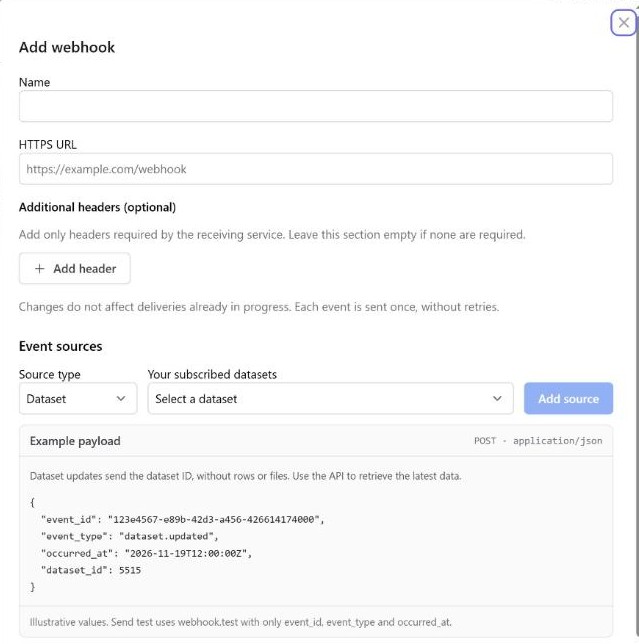 Add webhook
Name
HTTPS URL
https://example.com/webhook
Additional headers (optional)
Add only headers required by the receiving service. Leave this section empty if none are required.
+ Add header
Changes do not affect deliveries already in progress. Each event is sent once, without retries.
Event sources
Source type Your subscribed datasets
Dataset Select a dataset Add source
Example payload POST · application/json
Dataset updates send the dataset ID, without rows or files. Use the API to retrieve the latest data.
{
"event_id": "123e4567-e89b-42d3-a456-426614174000",
"event_type": "dataset.updated",
"occurred_at": "2026-11-19T12:00:00Z",
"dataset_id": 5515
}
Illustrative values. Send test uses webhook.test with only event_id, event_type and occurred_at.